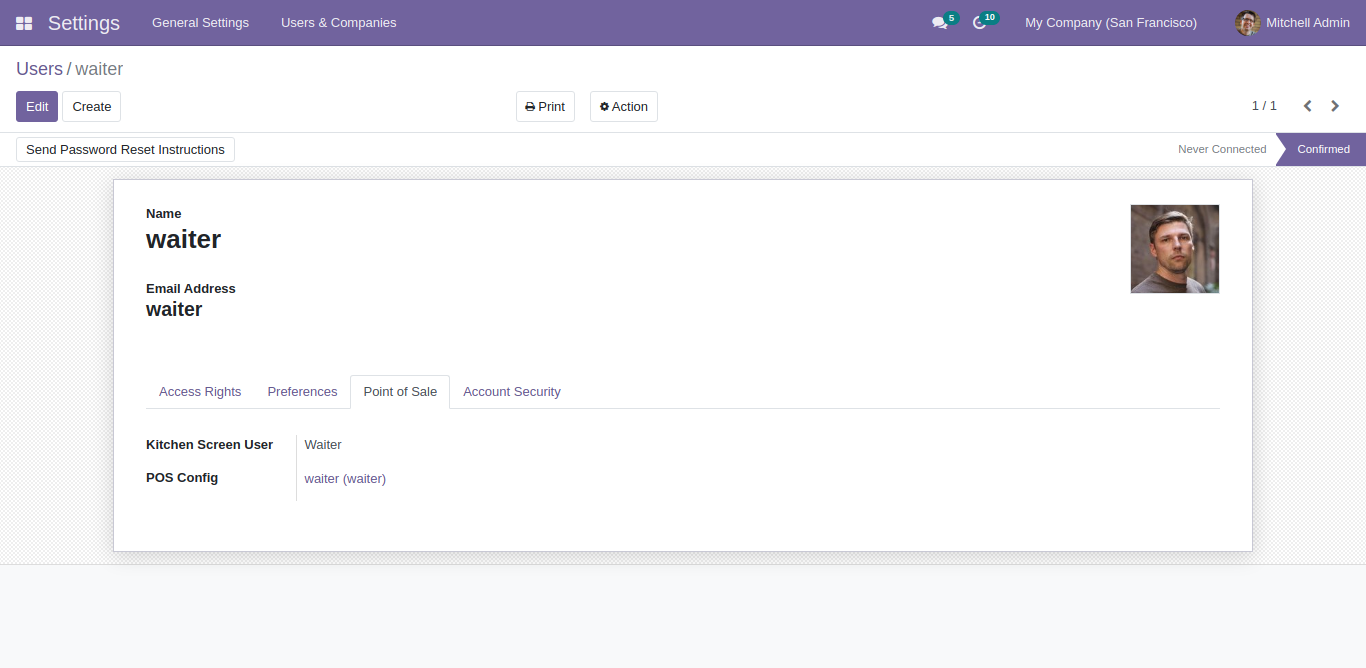 Settings General Settings Users & Companies 5 10 My Company (San Francisco) Mitchell Admin
Users / waiter
Edit Create Print Action 1 / 1
Send Password Reset Instructions Never Connected Confirmed
Name
waiter
Email Address
waiter
Access Rights Preferences Point of Sale Account Security
Kitchen Screen User Waiter
POS Config waiter (waiter)